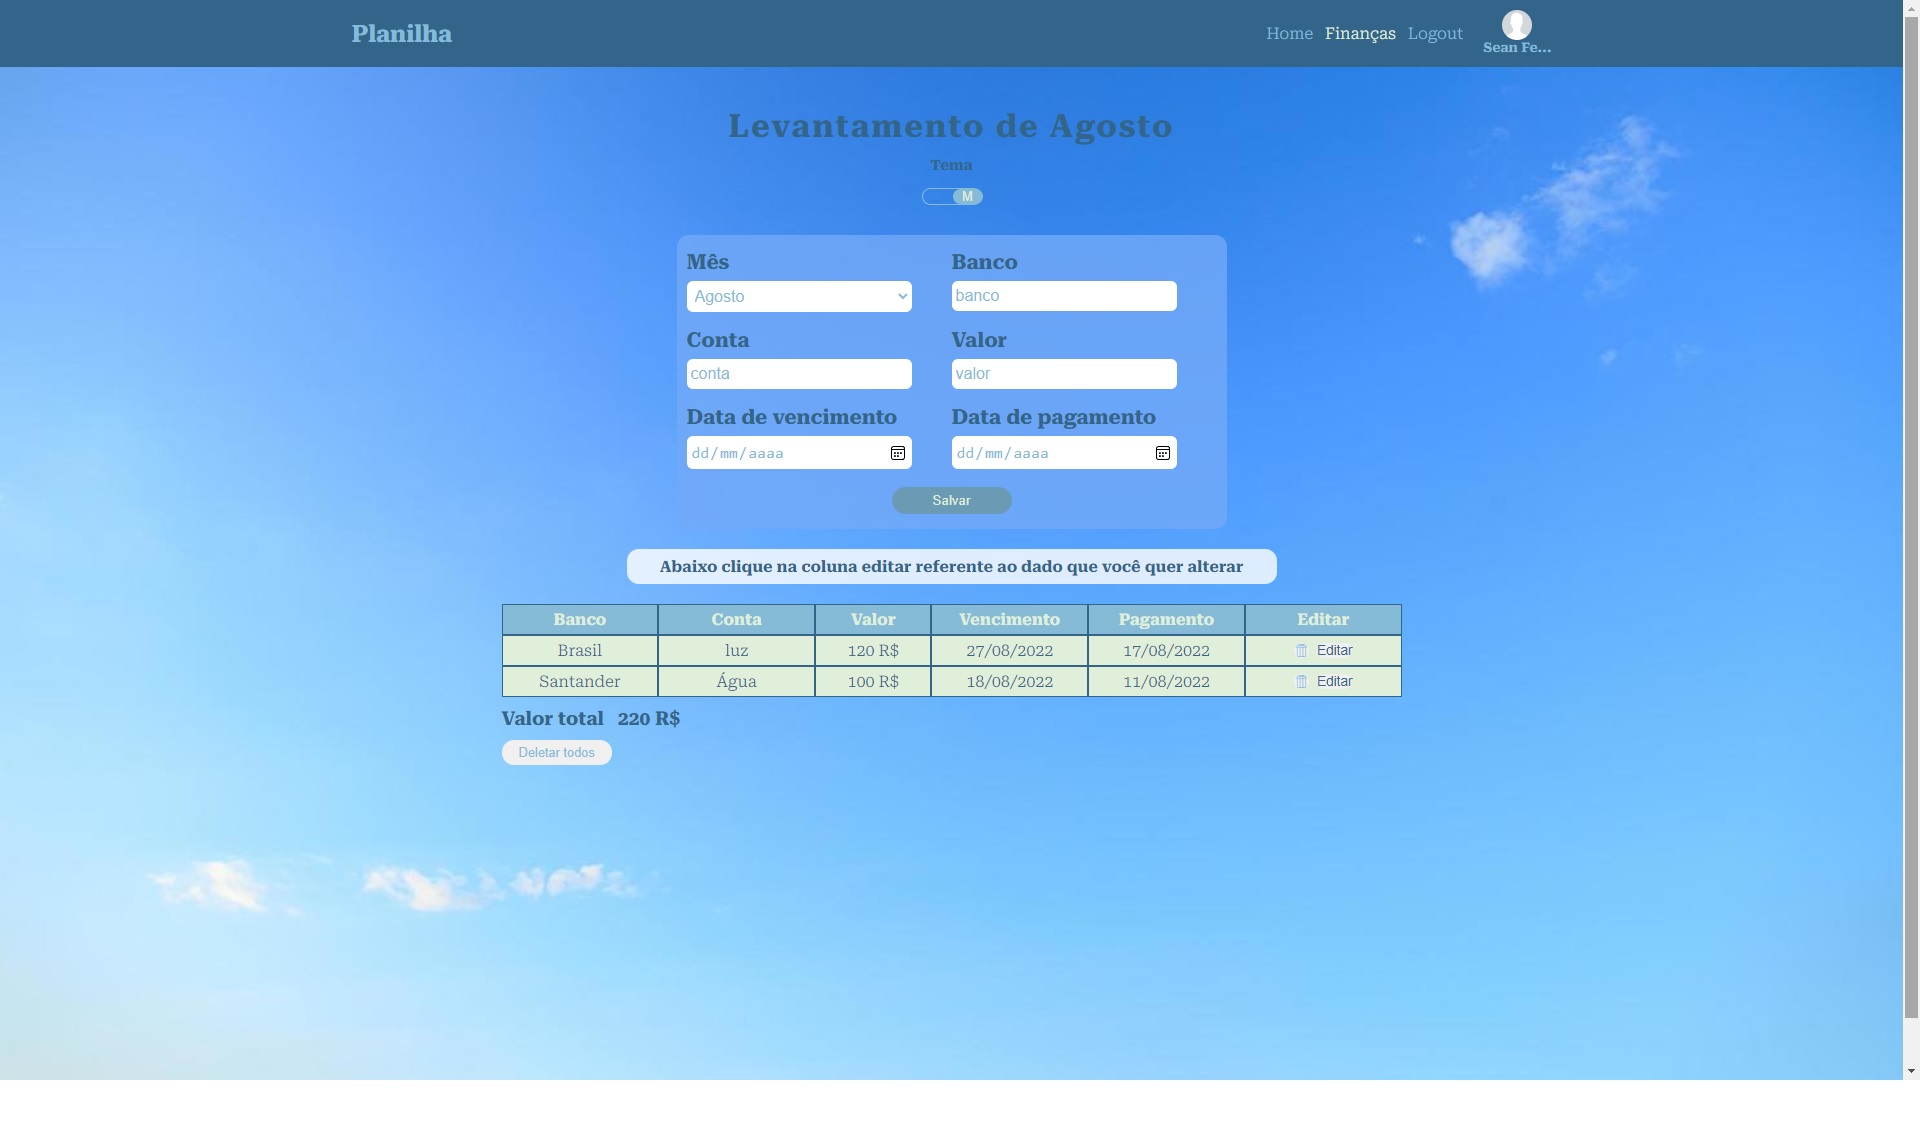 Planilha
Home Finanças Logout
Sean Fe...
Levantamento de Agosto
Tema
M
Mês Banco
Agosto banco
Conta Valor
conta valor
Data de vencimento Data de pagamento
dd/mm/aaaa dd/mm/aaaa
Salvar
Abaixo clique na coluna editar referente ao dado que você quer alterar
Banco Conta Valor Vencimento Pagamento Editar
Brasil luz 120 R$ 27/08/2022 17/08/2022 Editar
Santander Água 100 R$ 18/08/2022 11/08/2022 Editar
Valor total 220 R$
Deletar todos